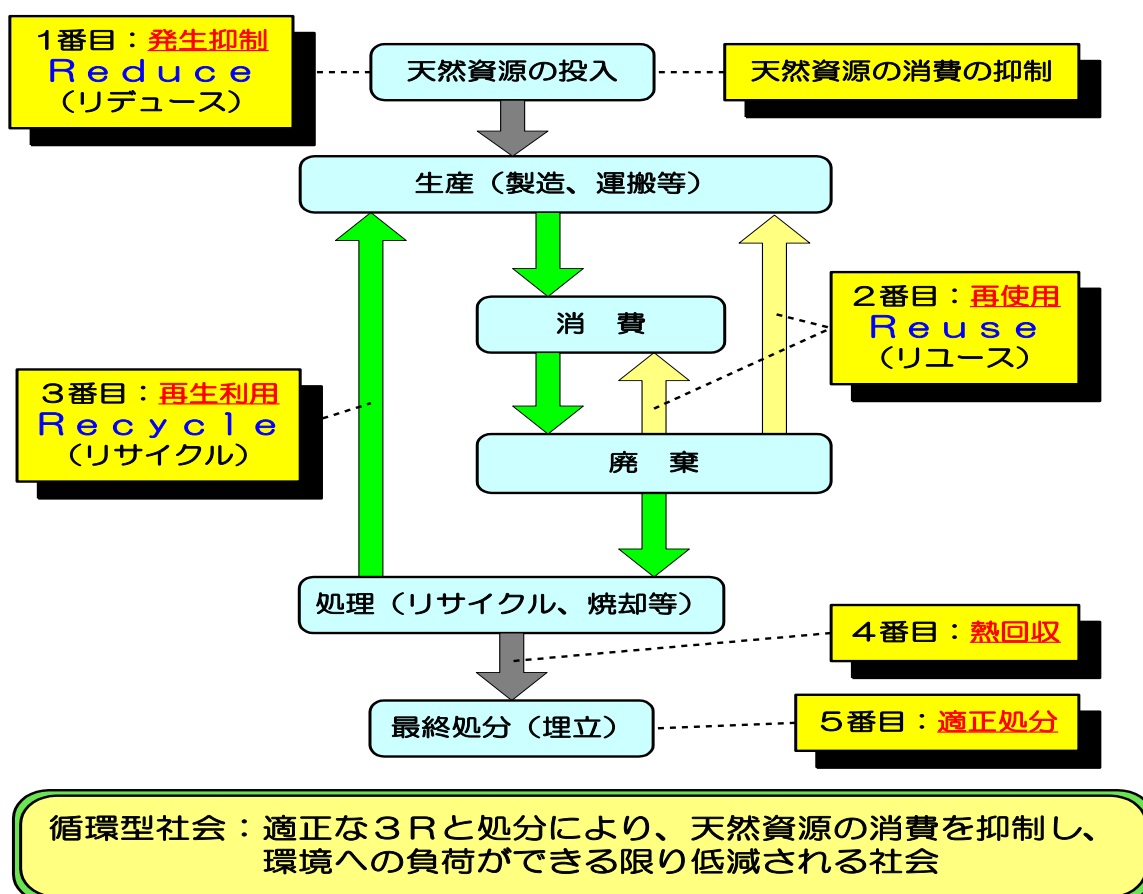 1番目：発生抑制
Reduce
（リデュース）
天然資源の投入
天然資源の消費の抑制
生産（製造、運搬等）
消　費
2番目：再使用
Reuse
（リユース）
3番目：再生利用
Recycle
（リサイクル）
廃　棄
処理（リサイクル、焼却等）
4番目：熱回収
最終処分（埋立）
5番目：適正処分
循環型社会：適正な３Ｒと処分により、天然資源の消費を抑制し、
環境への負荷ができる限り低減される社会